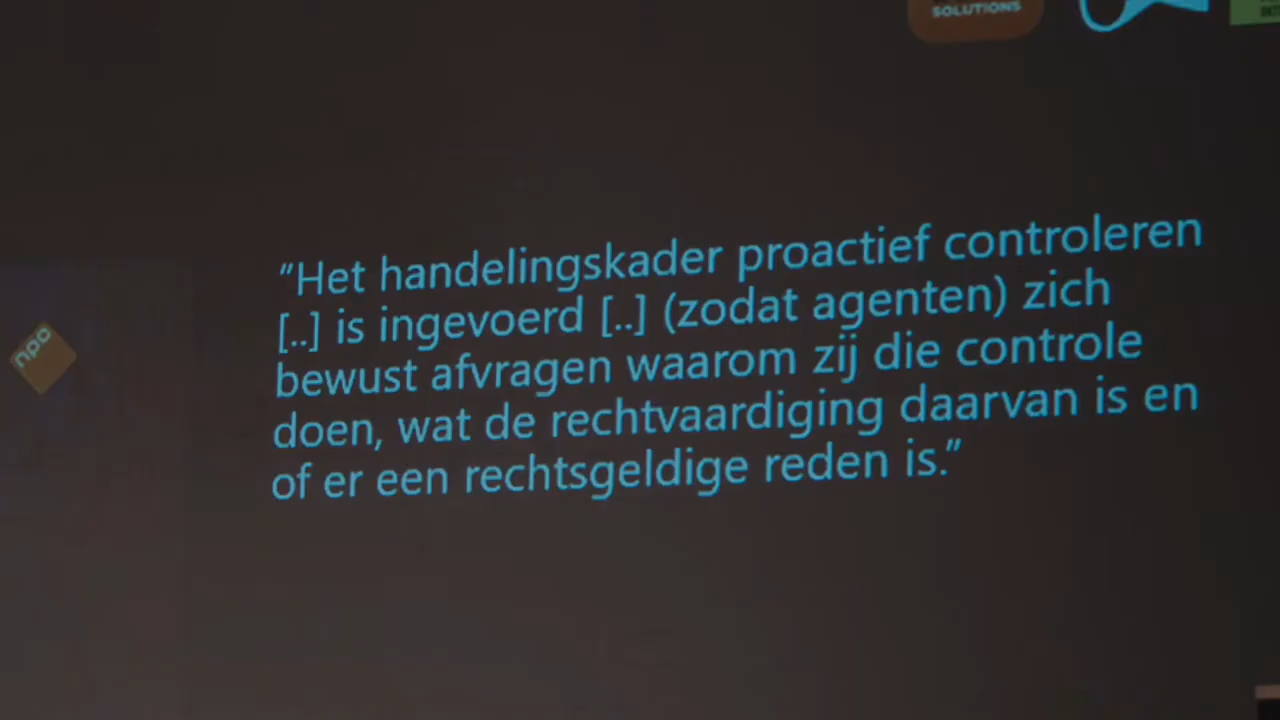 SOLUTIONS
"Het handelingskader proactief controleren
[..] is ingevoerd [..] (zodat agenten) zich
bewust afvragen waarom zij die controle
doen, wat de rechtvaardiging daarvan is en
of er een rechtsgeldige reden is."
npo